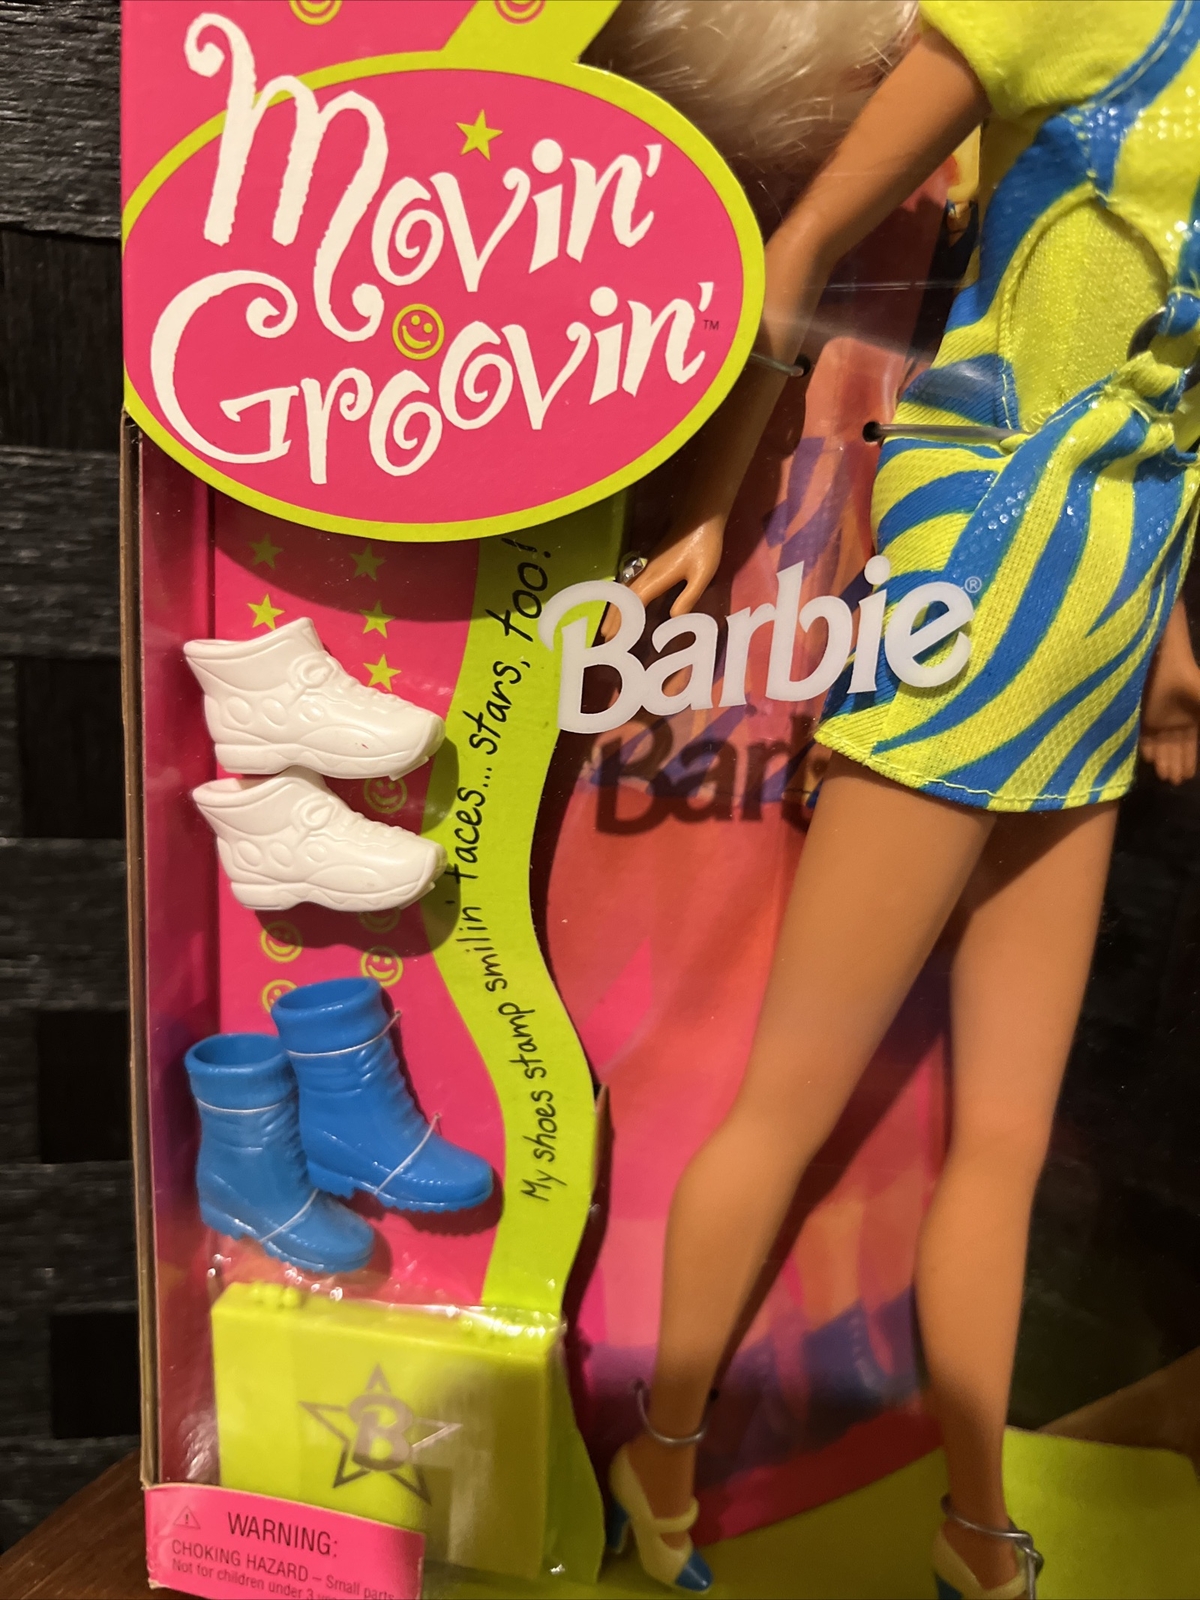 Movin'
Groovin'™
Barbie®
My shoes stamp smilin' faces... stars, too!
B
WARNING:
CHOKING HAZARD – Small parts
Not for children under 3